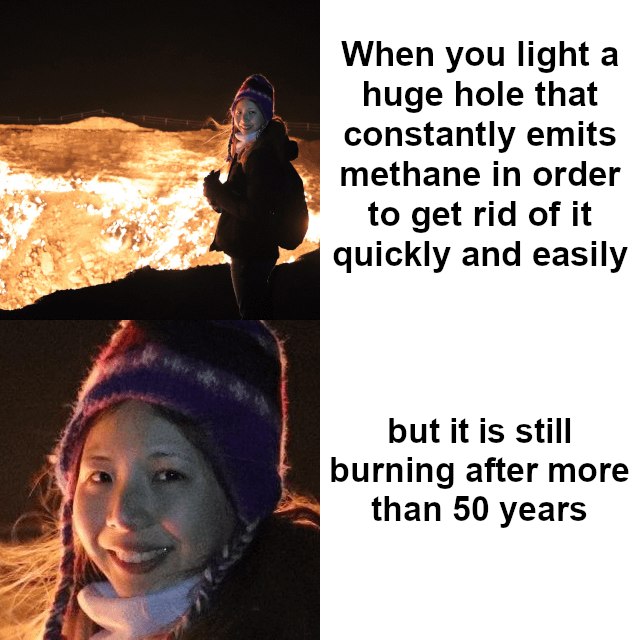 When you light a
huge hole that
constantly emits
methane in order
to get rid of it
quickly and easily
but it is still
burning after more
than 50 years